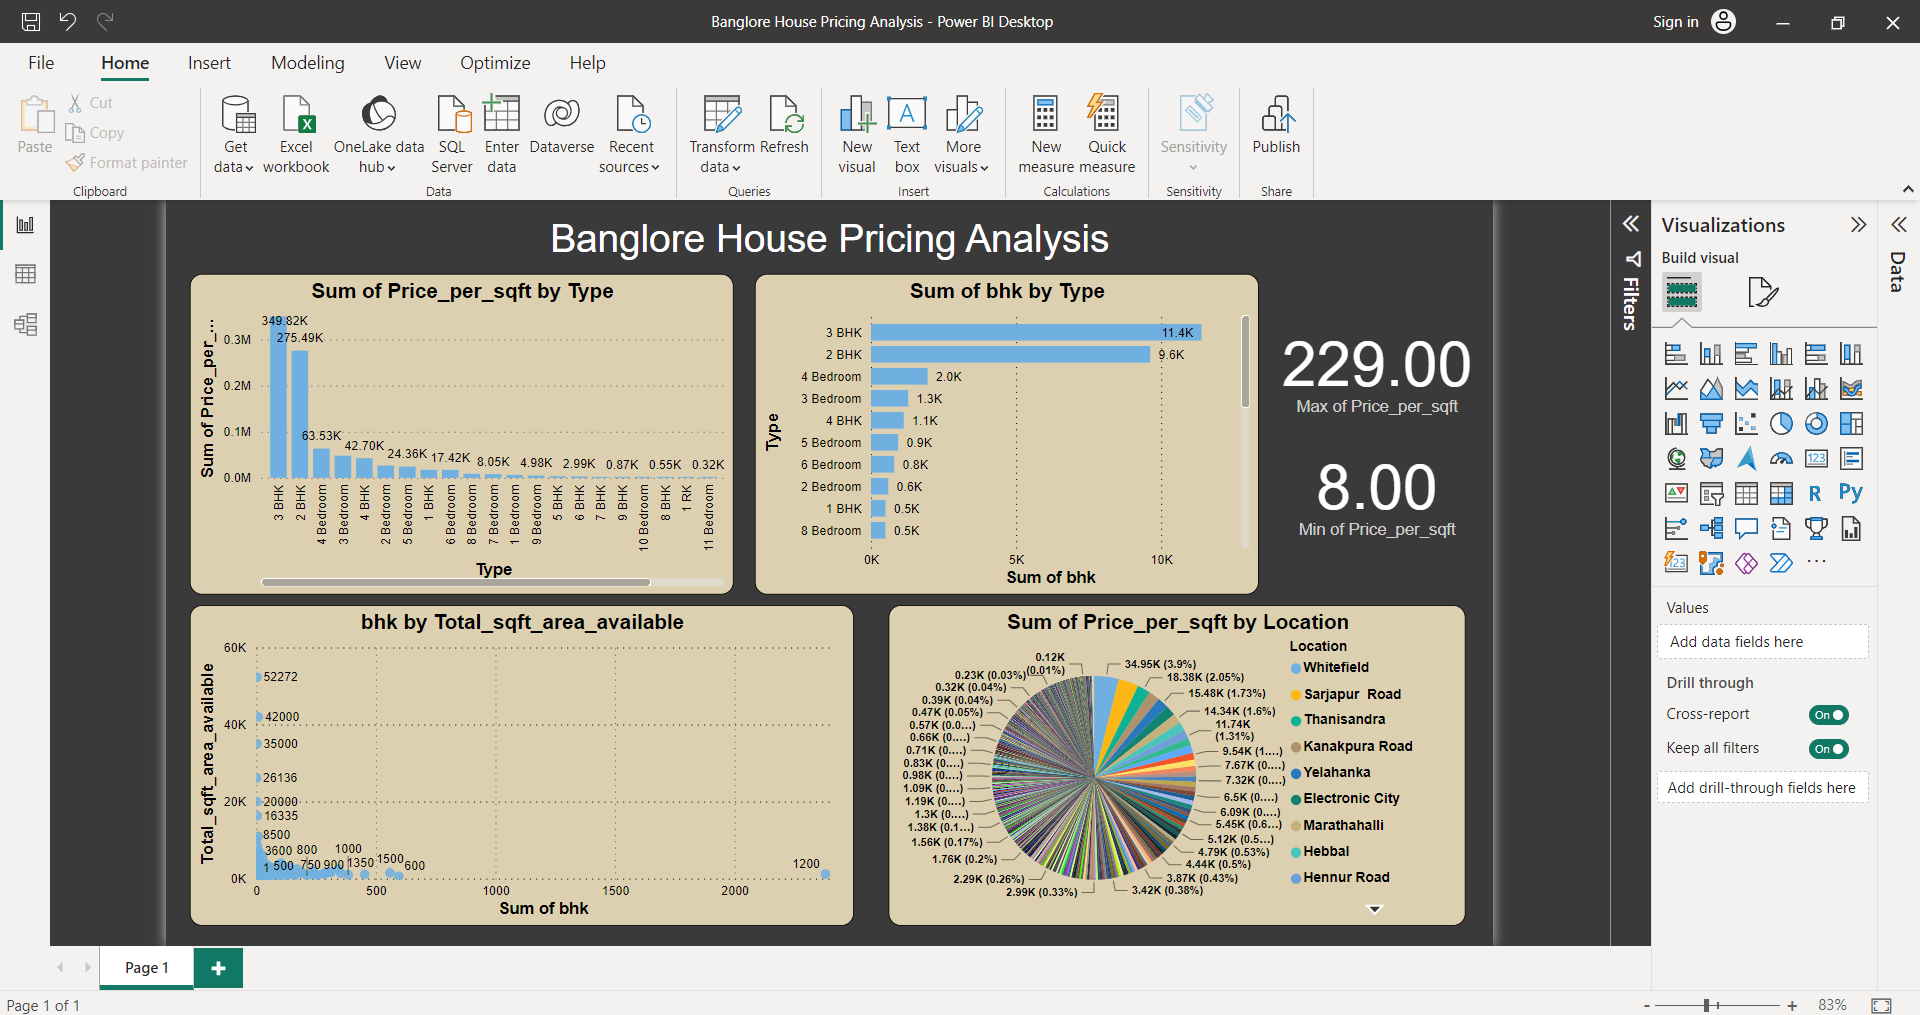 Banglore House Pricing Analysis - Power BI Desktop
Sign in
File Home Insert Modeling View Optimize Help
Paste
Cut
Copy
Format painter
Clipboard
Get data
Excel workbook
OneLake data hub
SQL Server
Enter data
Dataverse
Recent sources
Data
Transform data
Refresh
Queries
New visual
Text box
More visuals
Insert
New measure
Quick measure
Calculations
Sensitivity
Sensitivity
Publish
Share
Banglore House Pricing Analysis
Sum of Price_per_sqft by Type
Sum of Price_per_...
0.3M
0.2M
0.1M
0.0M
349.82K
275.49K
63.53K
42.70K
24.36K
17.42K
8.05K
4.98K
2.99K
0.87K
0.55K
0.32K
3 BHK
2 BHK
4 Bedroom
3 Bedroom
4 BHK
2 Bedroom
5 Bedroom
1 BHK
6 Bedroom
8 Bedroom
7 Bedroom
1 Bedroom
9 Bedroom
5 BHK
6 BHK
7 BHK
9 BHK
10 Bedroom
8 BHK
1 RK
11 Bedroom
Type
Sum of bhk by Type
Type
3 BHK 11.4K
2 BHK 9.6K
4 Bedroom 2.0K
3 Bedroom 1.3K
4 BHK 1.1K
5 Bedroom 0.9K
6 Bedroom 0.8K
2 Bedroom 0.6K
1 BHK 0.5K
8 Bedroom 0.5K
0K 5K 10K
Sum of bhk
229.00
Max of Price_per_sqft
8.00
Min of Price_per_sqft
bhk by Total_sqft_area_available
Total_sqft_area_available
60K
40K
20K
0K
52272
42000
35000
26136
20000
16335
8500
3600 800 1000
1 500 750 900 1350 1500 600
1200
0 500 1000 1500 2000
Sum of bhk
Sum of Price_per_sqft by Location
0.12K (0.01%)
0.23K (0.03%)
0.32K (0.04%)
0.39K (0.04%)
0.47K (0.05%)
0.57K (0.0...)
0.66K (0....)
0.71K (0....)
0.83K (0....)
0.98K (0....)
1.09K (0....)
1.19K (0....)
1.3K (0....)
1.38K (0.1...)
1.56K (0.17%)
1.76K (0.2%)
2.29K (0.26%)
2.99K (0.33%)
34.95K (3.9%)
18.38K (2.05%)
15.48K (1.73%)
14.34K (1.6%)
11.74K (1.31%)
9.54K (1....)
7.67K (0....)
7.32K (0....)
6.5K (0....)
6.09K (0....)
5.45K (0.6...)
5.12K (0.5...)
4.79K (0.53%)
4.44K (0.5%)
3.87K (0.43%)
3.42K (0.38%)
Location
Whitefield
Sarjapur  Road
Thanisandra
Kanakpura Road
Yelahanka
Electronic City
Marathahalli
Hebbal
Hennur Road
Filters
Visualizations
Build visual
123
R
Py
123
...
Values
Add data fields here
Drill through
Cross-report
On
Keep all filters
On
Add drill-through fields here
Data
Page 1
+
Page 1 of 1
- + 83%